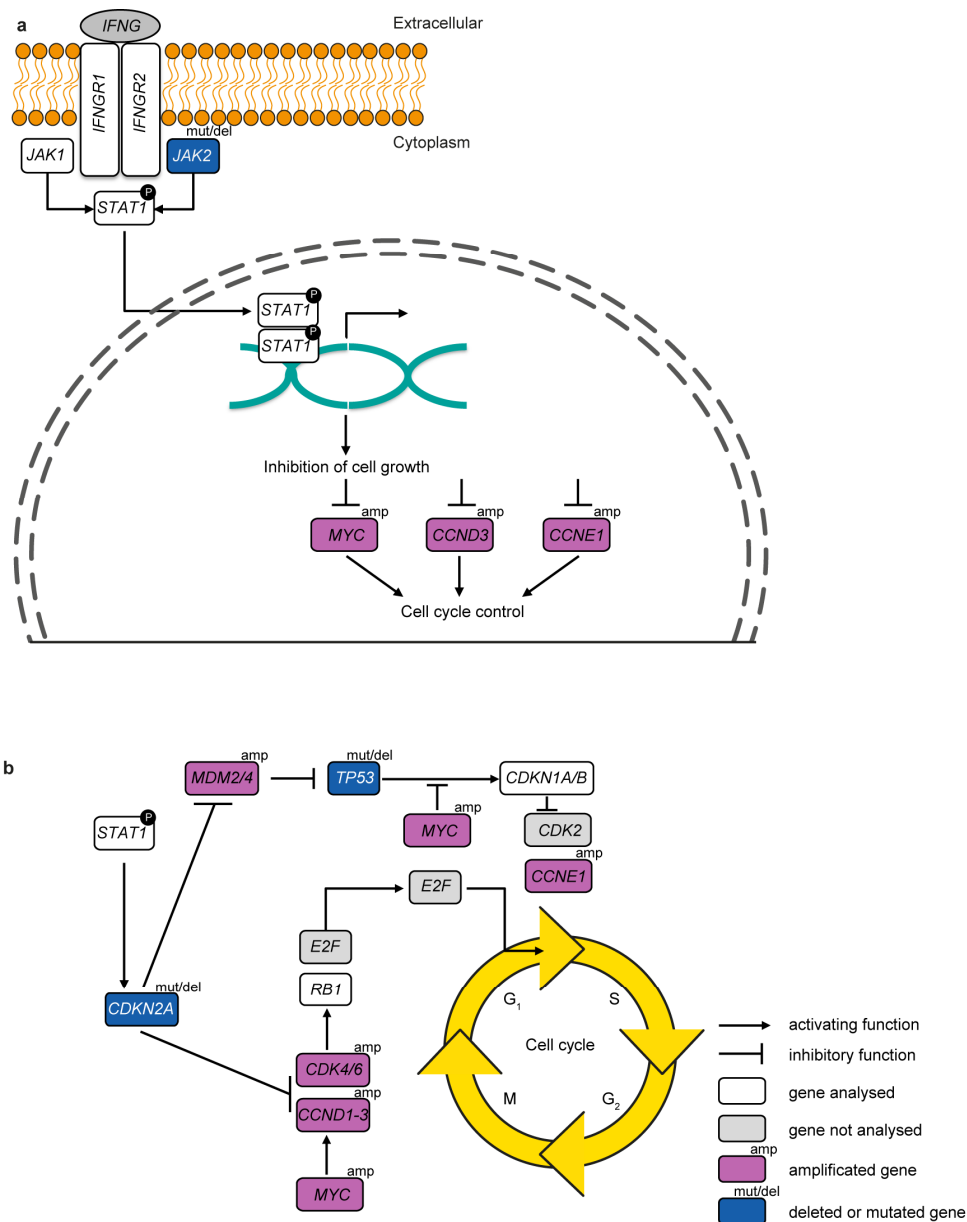 a
IFNG
Extracellular
IFNGR1
IFNGR2
mut/del
Cytoplasm
JAK1
JAK2
P
STAT1
P
STAT1
P
STAT1
Inhibition of cell growth
amp
amp
amp
MYC
CCND3
CCNE1
Cell cycle control
b
amp
mut/del
MDM2/4
TP53
CDKN1A/B
amp
P
STAT1
MYC
CDK2
amp
CCNE1
E2F
E2F
mut/del
CDKN2A
RB1
G1
S
amp
CDK4/6
Cell cycle
amp
CCND1-3
M
G2
amp
MYC
activating function
inhibitory function
gene analysed
gene not analysed
amp
amplificated gene
mut/del
deleted or mutated gene